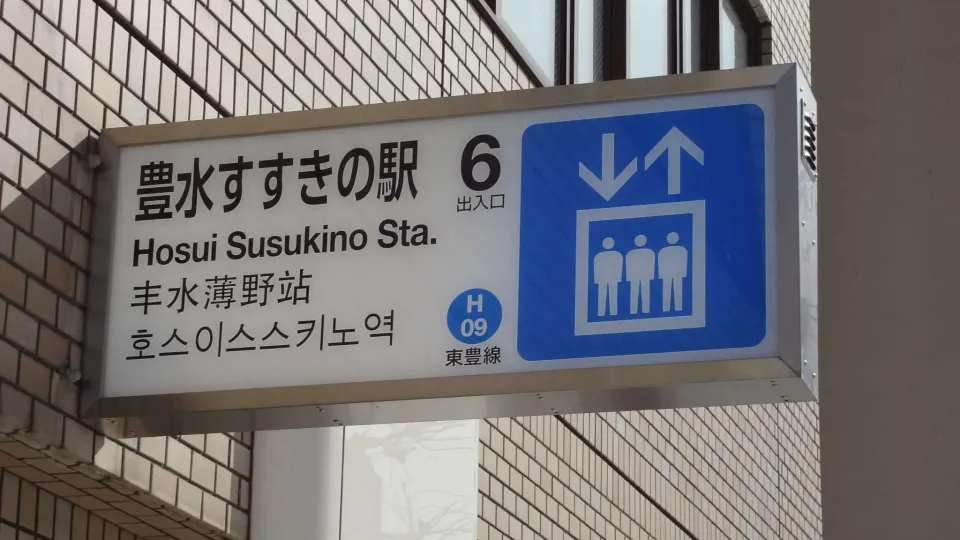 豊水すすきの駅
Hosui Susukino Sta.
丰水薄野站
호스이스스키노역
6
出入口
H
09
東豊線